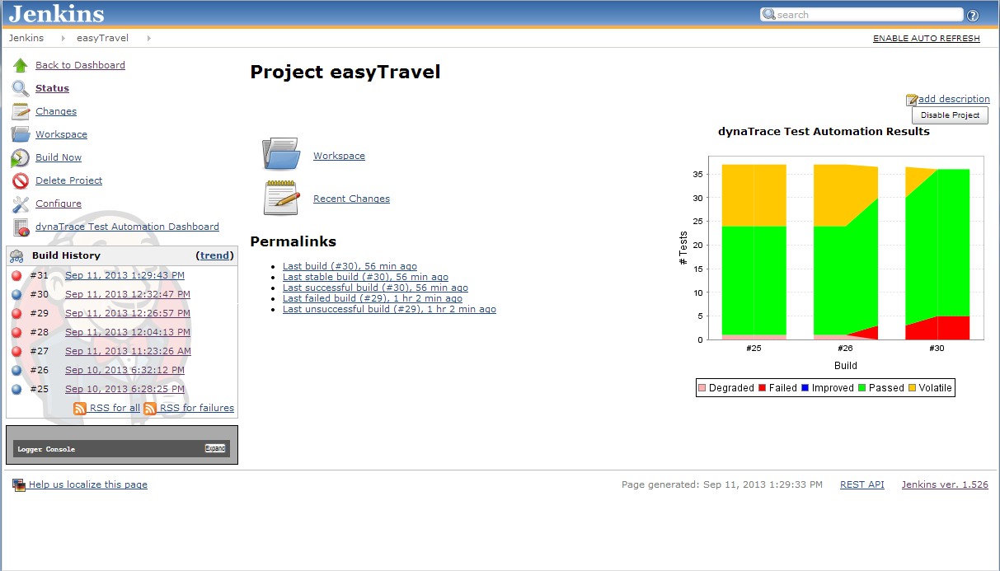 Jenkins
search
Jenkins easyTravel
ENABLE AUTO REFRESH
Back to Dashboard
Status
Changes
Workspace
Build Now
Delete Project
Configure
dynaTrace Test Automation Dashboard
Build History (trend)
#31 Sep 11, 2013 1:29:43 PM
#30 Sep 11, 2013 12:32:47 PM
#29 Sep 11, 2013 12:26:57 PM
#28 Sep 11, 2013 12:04:13 PM
#27 Sep 11, 2013 11:23:26 AM
#26 Sep 10, 2013 6:32:12 PM
#25 Sep 10, 2013 6:28:25 PM
RSS for all RSS for failures
Logger Console Expand
Project easyTravel
add description
Disable Project
Workspace
Recent Changes
Permalinks
Last build (#30), 56 min ago
Last stable build (#30), 56 min ago
Last successful build (#30), 56 min ago
Last failed build (#29), 1 hr 2 min ago
Last unsuccessful build (#29), 1 hr 2 min ago
dynaTrace Test Automation Results
# Tests
35
30
25
20
15
10
5
0
#25 #26 #30
Build
Degraded Failed Improved Passed Volatile
Help us localize this page
Page generated: Sep 11, 2013 1:29:33 PM REST API Jenkins ver. 1.526